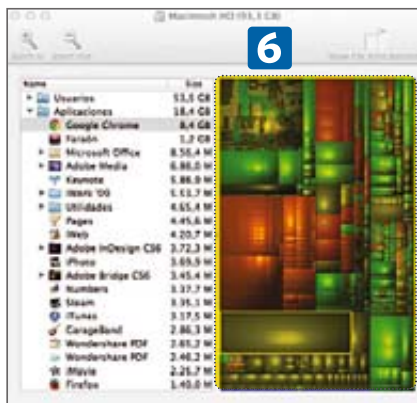 Macintosh HD (93,3 GB)
6
Name Size
Usuarios 53,5 GB
Aplicaciones 18,4 GB
Google Chrome 8,4 GB
Faraón 1,2 GB
Microsoft Office 8.56,4 M
Adobe Media 6.86,0 M
Keynote 5.86,9 M
iWork '09 5.53,7 M
Utilidades 4.65,4 M
Pages 4.45,6 M
iWeb 4.20,7 M
Adobe InDesign CS6 3.72,3 M
iPhoto 3.69,5 M
Adobe Bridge CS6 3.45,4 M
Numbers 3.37,7 M
Steam 3.35,1 M
iTunes 3.17,5 M
GarageBand 2.86,3 M
Wondershare PDF 2.65,2 M
Wondershare PDF 2.46,2 M
iMovie 2.25,7 M
Firefox 1.40,0 M